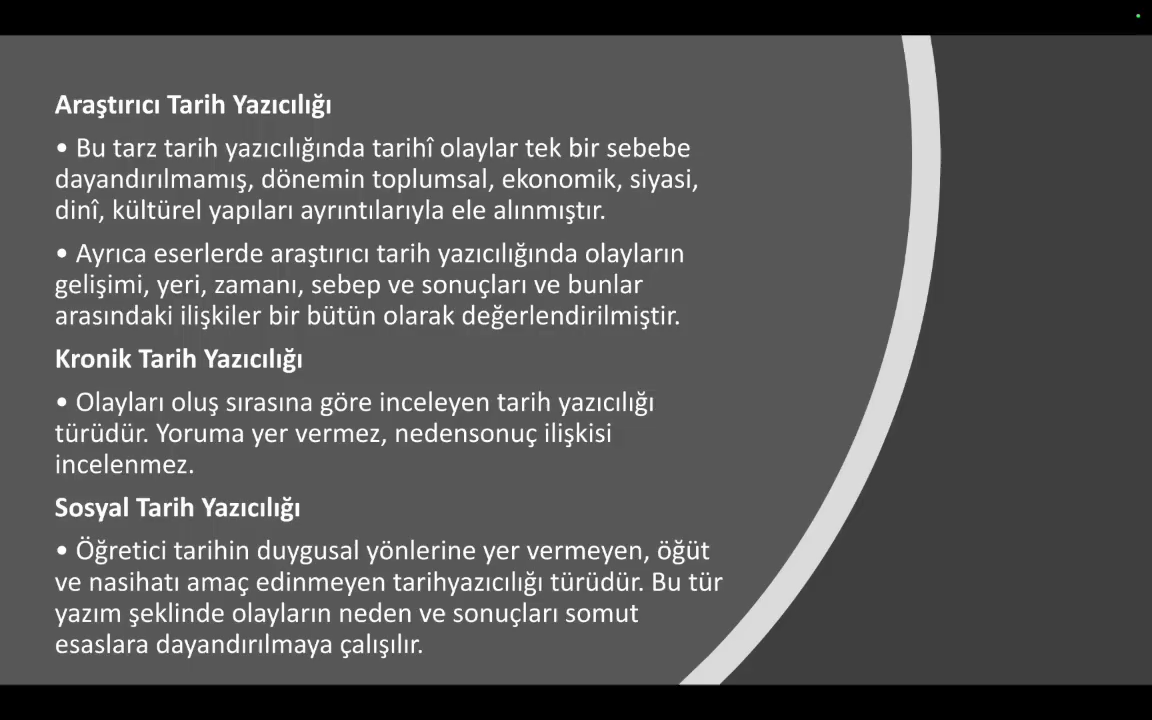 Araştırıcı Tarih Yazıcılığı
• Bu tarz tarih yazıcılığında tarihî olaylar tek bir sebebe
dayandırılmamış, dönemin toplumsal, ekonomik, siyasi,
dinî, kültürel yapıları ayrıntılarıyla ele alınmıştır.
• Ayrıca eserlerde araştırıcı tarih yazıcılığında olayların
gelişimi, yeri, zamanı, sebep ve sonuçları ve bunlar
arasındaki ilişkiler bir bütün olarak değerlendirilmiştir.
Kronik Tarih Yazıcılığı
• Olayları oluş sırasına göre inceleyen tarih yazıcılığı
türüdür. Yoruma yer vermez, nedensonuç ilişkisi
incelenmez.
Sosyal Tarih Yazıcılığı
• Öğretici tarihin duygusal yönlerine yer vermeyen, öğüt
ve nasihatı amaç edinmeyen tarihyazıcılığı türüdür. Bu tür
yazım şeklinde olayların neden ve sonuçları somut
esaslara dayandırılmaya çalışılır.